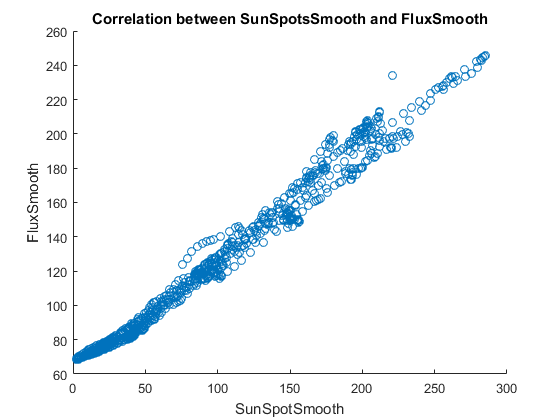 Correlation between SunSpotsSmooth and FluxSmooth
260
240
220
200
180
160
140
120
100
80
60
FluxSmooth
0 50 100 150 200 250 300
SunSpotSmooth